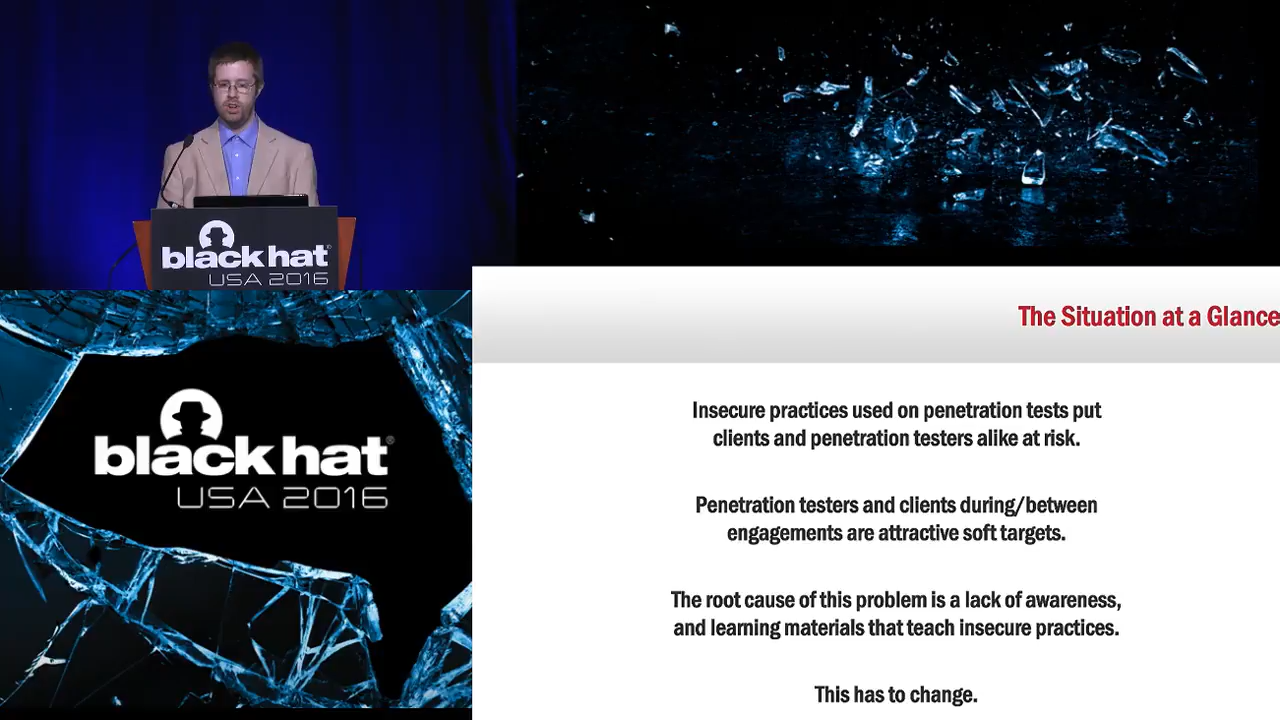 black hat®
USA 2016
black hat®
USA 2016
The Situation at a Glance
Insecure practices used on penetration tests put
clients and penetration testers alike at risk.
Penetration testers and clients during/between
engagements are attractive soft targets.
The root cause of this problem is a lack of awareness,
and learning materials that teach insecure practices.
This has to change.